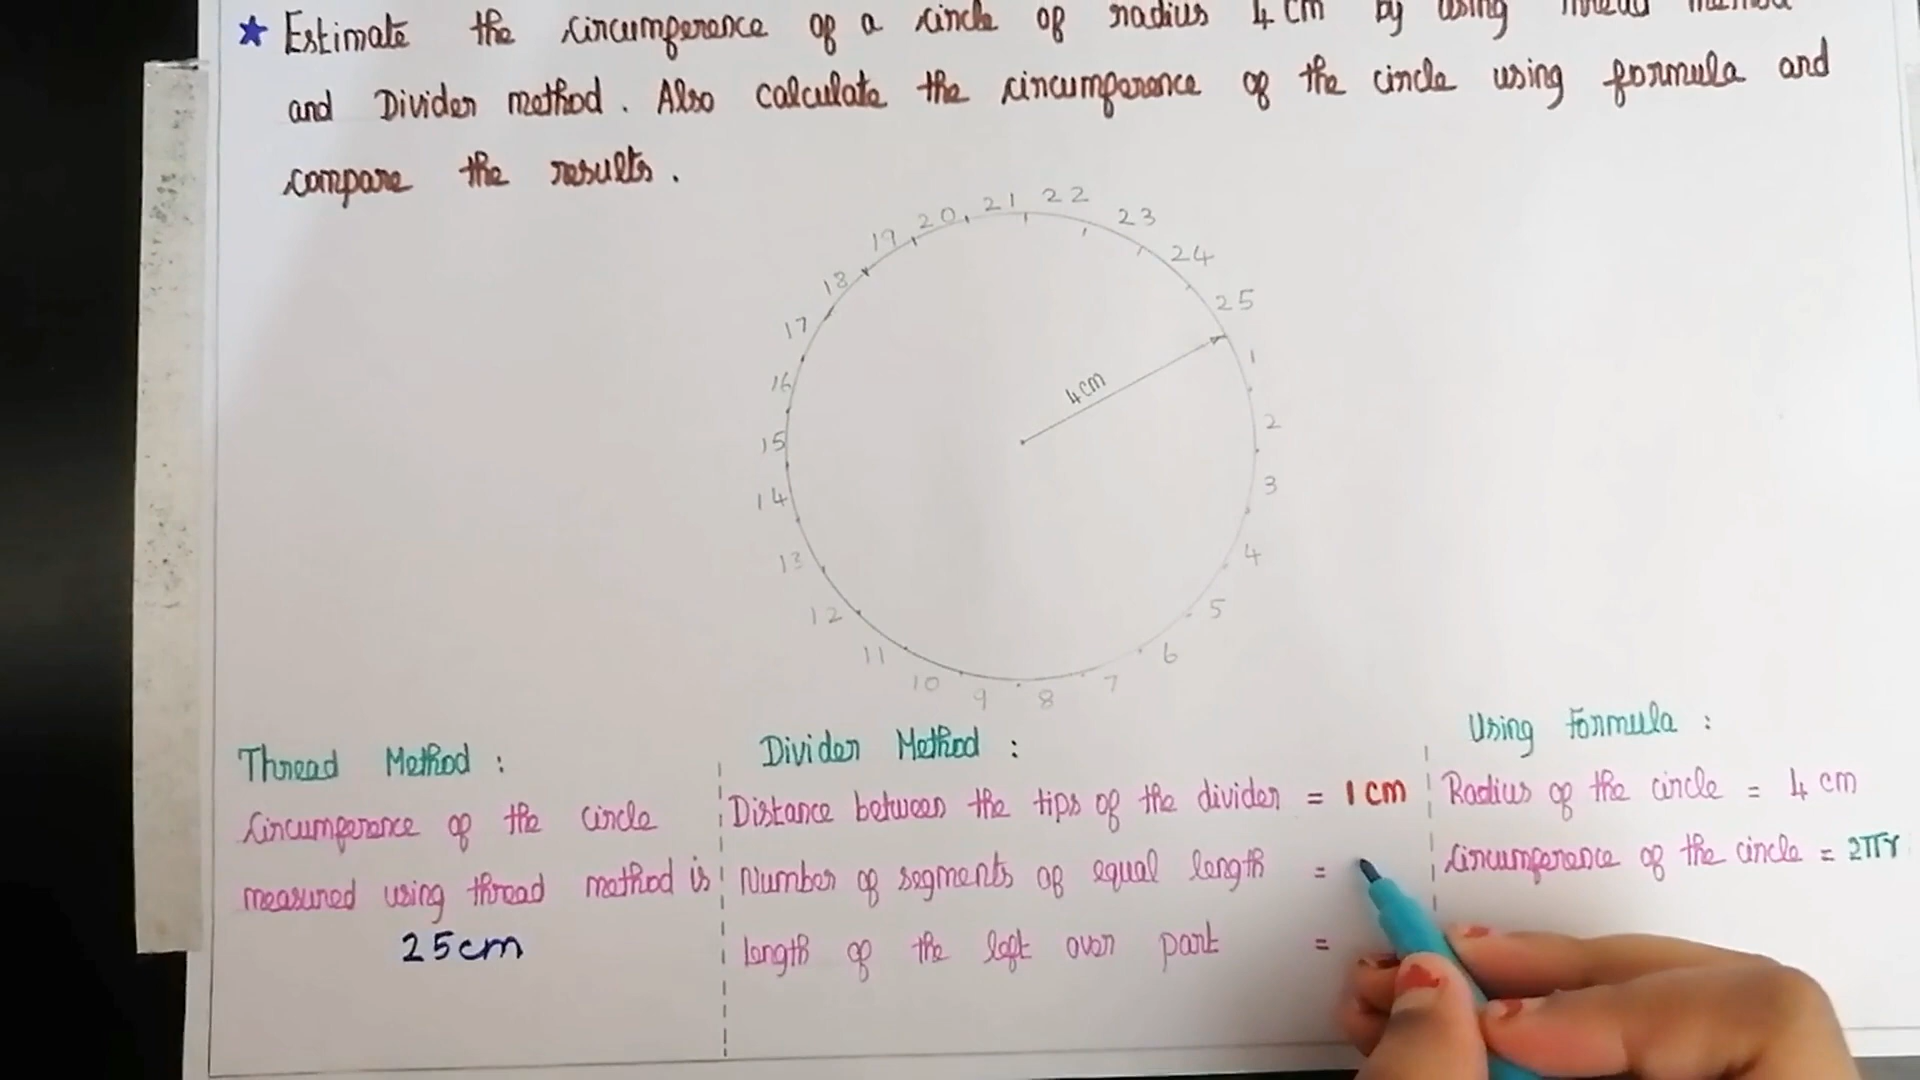 ★ Estimate the circumference of a circle of radius 4 cm by using thread method
and Divider method. Also calculate the circumference of the circle using formula and
compare the results.
21 22
20 23
19 24
18 25
17 1
4cm
16 2
15 3
14 4
13 5
12 6
11 7
10 9 8
Using Formula :
Thread Method : Divider Method :
Circumference of the circle Distance between the tips of the divider = 1 cm Radius of the circle = 4 cm
measured using thread method is Number of segments of equal length = Circumference of the circle = 2πr
25cm length of the left over part =